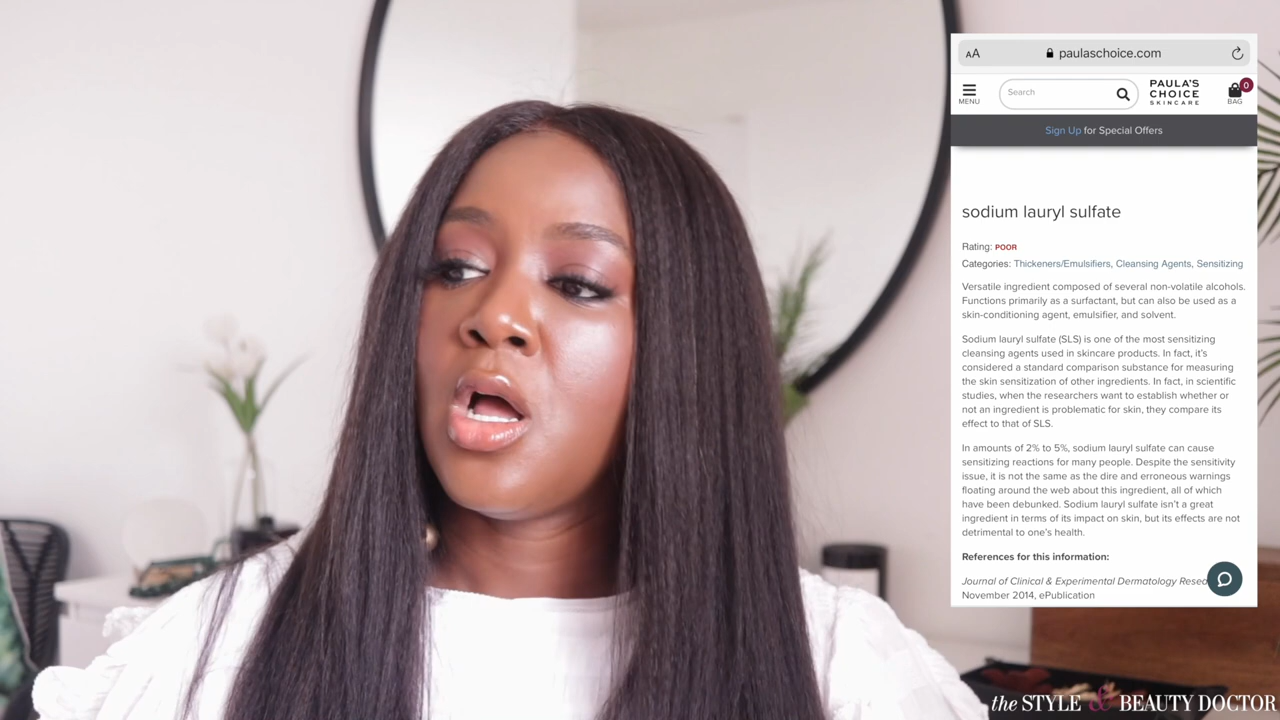 AA
paulaschoice.com
MENU
Search
PAULA'S
CHOICE
SKINCARE
0
BAG
Sign Up for Special Offers
sodium lauryl sulfate
Rating: POOR
Categories: Thickeners/Emulsifiers, Cleansing Agents, Sensitizing
Versatile ingredient composed of several non-volatile alcohols.
Functions primarily as a surfactant, but can also be used as a
skin-conditioning agent, emulsifier, and solvent.
Sodium lauryl sulfate (SLS) is one of the most sensitizing
cleansing agents used in skincare products. In fact, it's
considered a standard comparison substance for measuring
the skin sensitization of other ingredients. In fact, in scientific
studies, when the researchers want to establish whether or
not an ingredient is problematic for skin, they compare its
effect to that of SLS.
In amounts of 2% to 5%, sodium lauryl sulfate can cause
sensitizing reactions for many people. Despite the sensitivity
issue, it is not the same as the dire and erroneous warnings
floating around the web about this ingredient, all of which
have been debunked. Sodium lauryl sulfate isn't a great
ingredient in terms of its impact on skin, but its effects are not
detrimental to one's health.
References for this information:
Journal of Clinical & Experimental Dermatology
November 2014, ePublication
the STYLE & BEAUTY DOCTOR